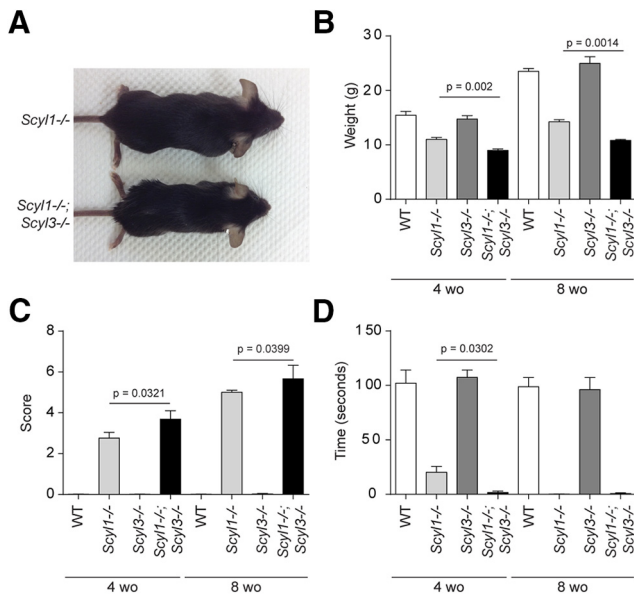 A
Scyl1-/-
Scyl1-/-;
Scyl3-/-
B
Weight (g)
30
20
10
0
p = 0.002
p = 0.0014
WT
Scyl1-/-
Scyl3-/-
Scyl1-/-;
Scyl3-/-
WT
Scyl1-/-
Scyl3-/-
Scyl1-/-;
Scyl3-/-
4 wo
8 wo
C
Score
8
6
4
2
0
p = 0.0321
p = 0.0399
WT
Scyl1-/-
Scyl3-/-
Scyl1-/-;
Scyl3-/-
WT
Scyl1-/-
Scyl3-/-
Scyl1-/-;
Scyl3-/-
4 wo
8 wo
D
Time (seconds)
150
100
50
0
p = 0.0302
WT
Scyl1-/-
Scyl3-/-
Scyl1-/-;
Scyl3-/-
WT
Scyl1-/-
Scyl3-/-
Scyl1-/-;
Scyl3-/-
4 wo
8 wo